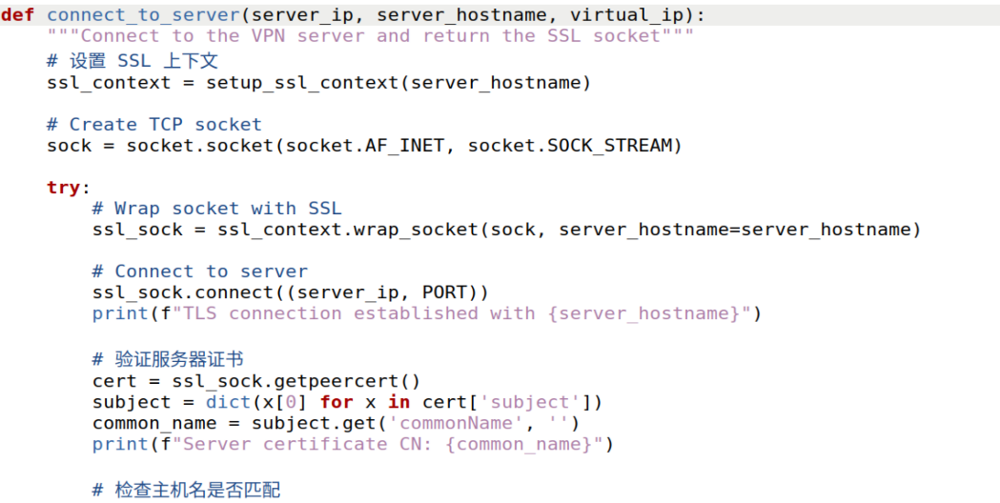 def connect_to_server(server_ip, server_hostname, virtual_ip):
    """Connect to the VPN server and return the SSL socket"""
    # 设置 SSL 上下文
    ssl_context = setup_ssl_context(server_hostname)
    # Create TCP socket
    sock = socket.socket(socket.AF_INET, socket.SOCK_STREAM)
    try:
        # Wrap socket with SSL
        ssl_sock = ssl_context.wrap_socket(sock, server_hostname=server_hostname)
        # Connect to server
        ssl_sock.connect((server_ip, PORT))
        print(f"TLS connection established with {server_hostname}")
        # 验证服务器证书
        cert = ssl_sock.getpeercert()
        subject = dict(x[0] for x in cert['subject'])
        common_name = subject.get('commonName', '')
        print(f"Server certificate CN: {common_name}")
        # 检查主机名是否匹配